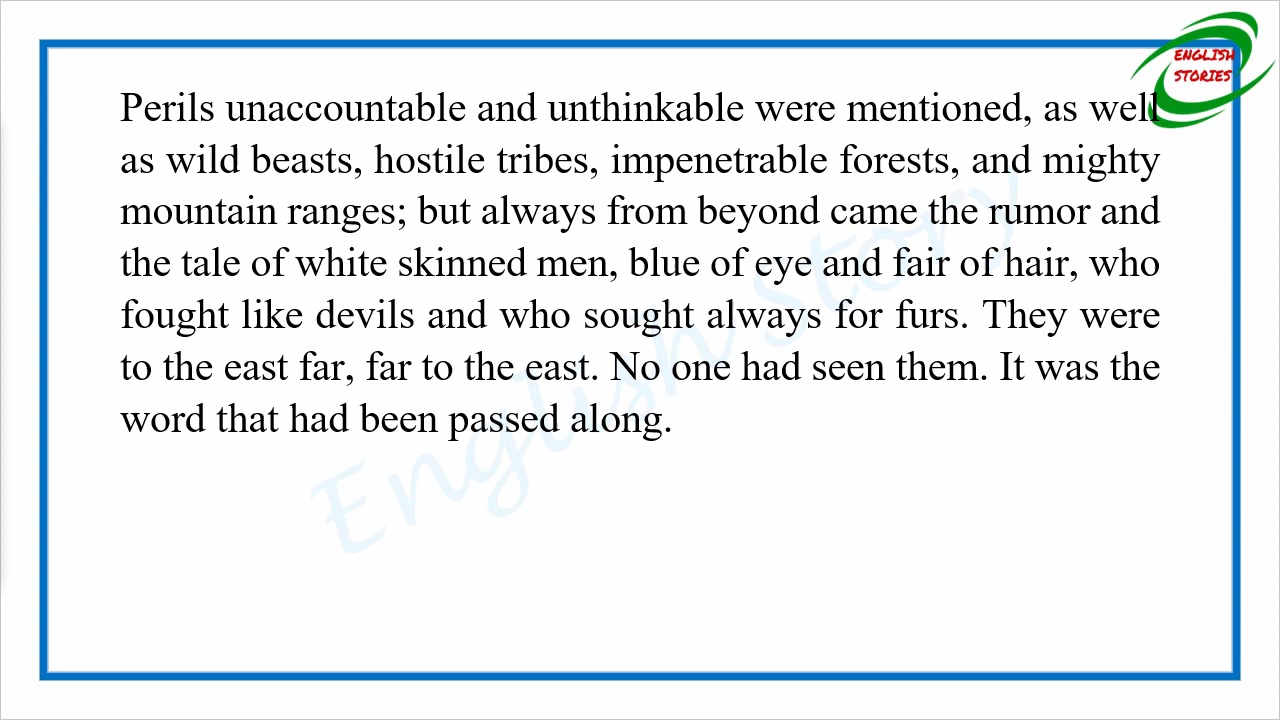 ENGLISH
STORIES
Perils unaccountable and unthinkable were mentioned, as well
as wild beasts, hostile tribes, impenetrable forests, and mighty
mountain ranges; but always from beyond came the rumor and
the tale of white skinned men, blue of eye and fair of hair, who
fought like devils and who sought always for furs. They were
to the east far, far to the east. No one had seen them. It was the
word that had been passed along.
English Story